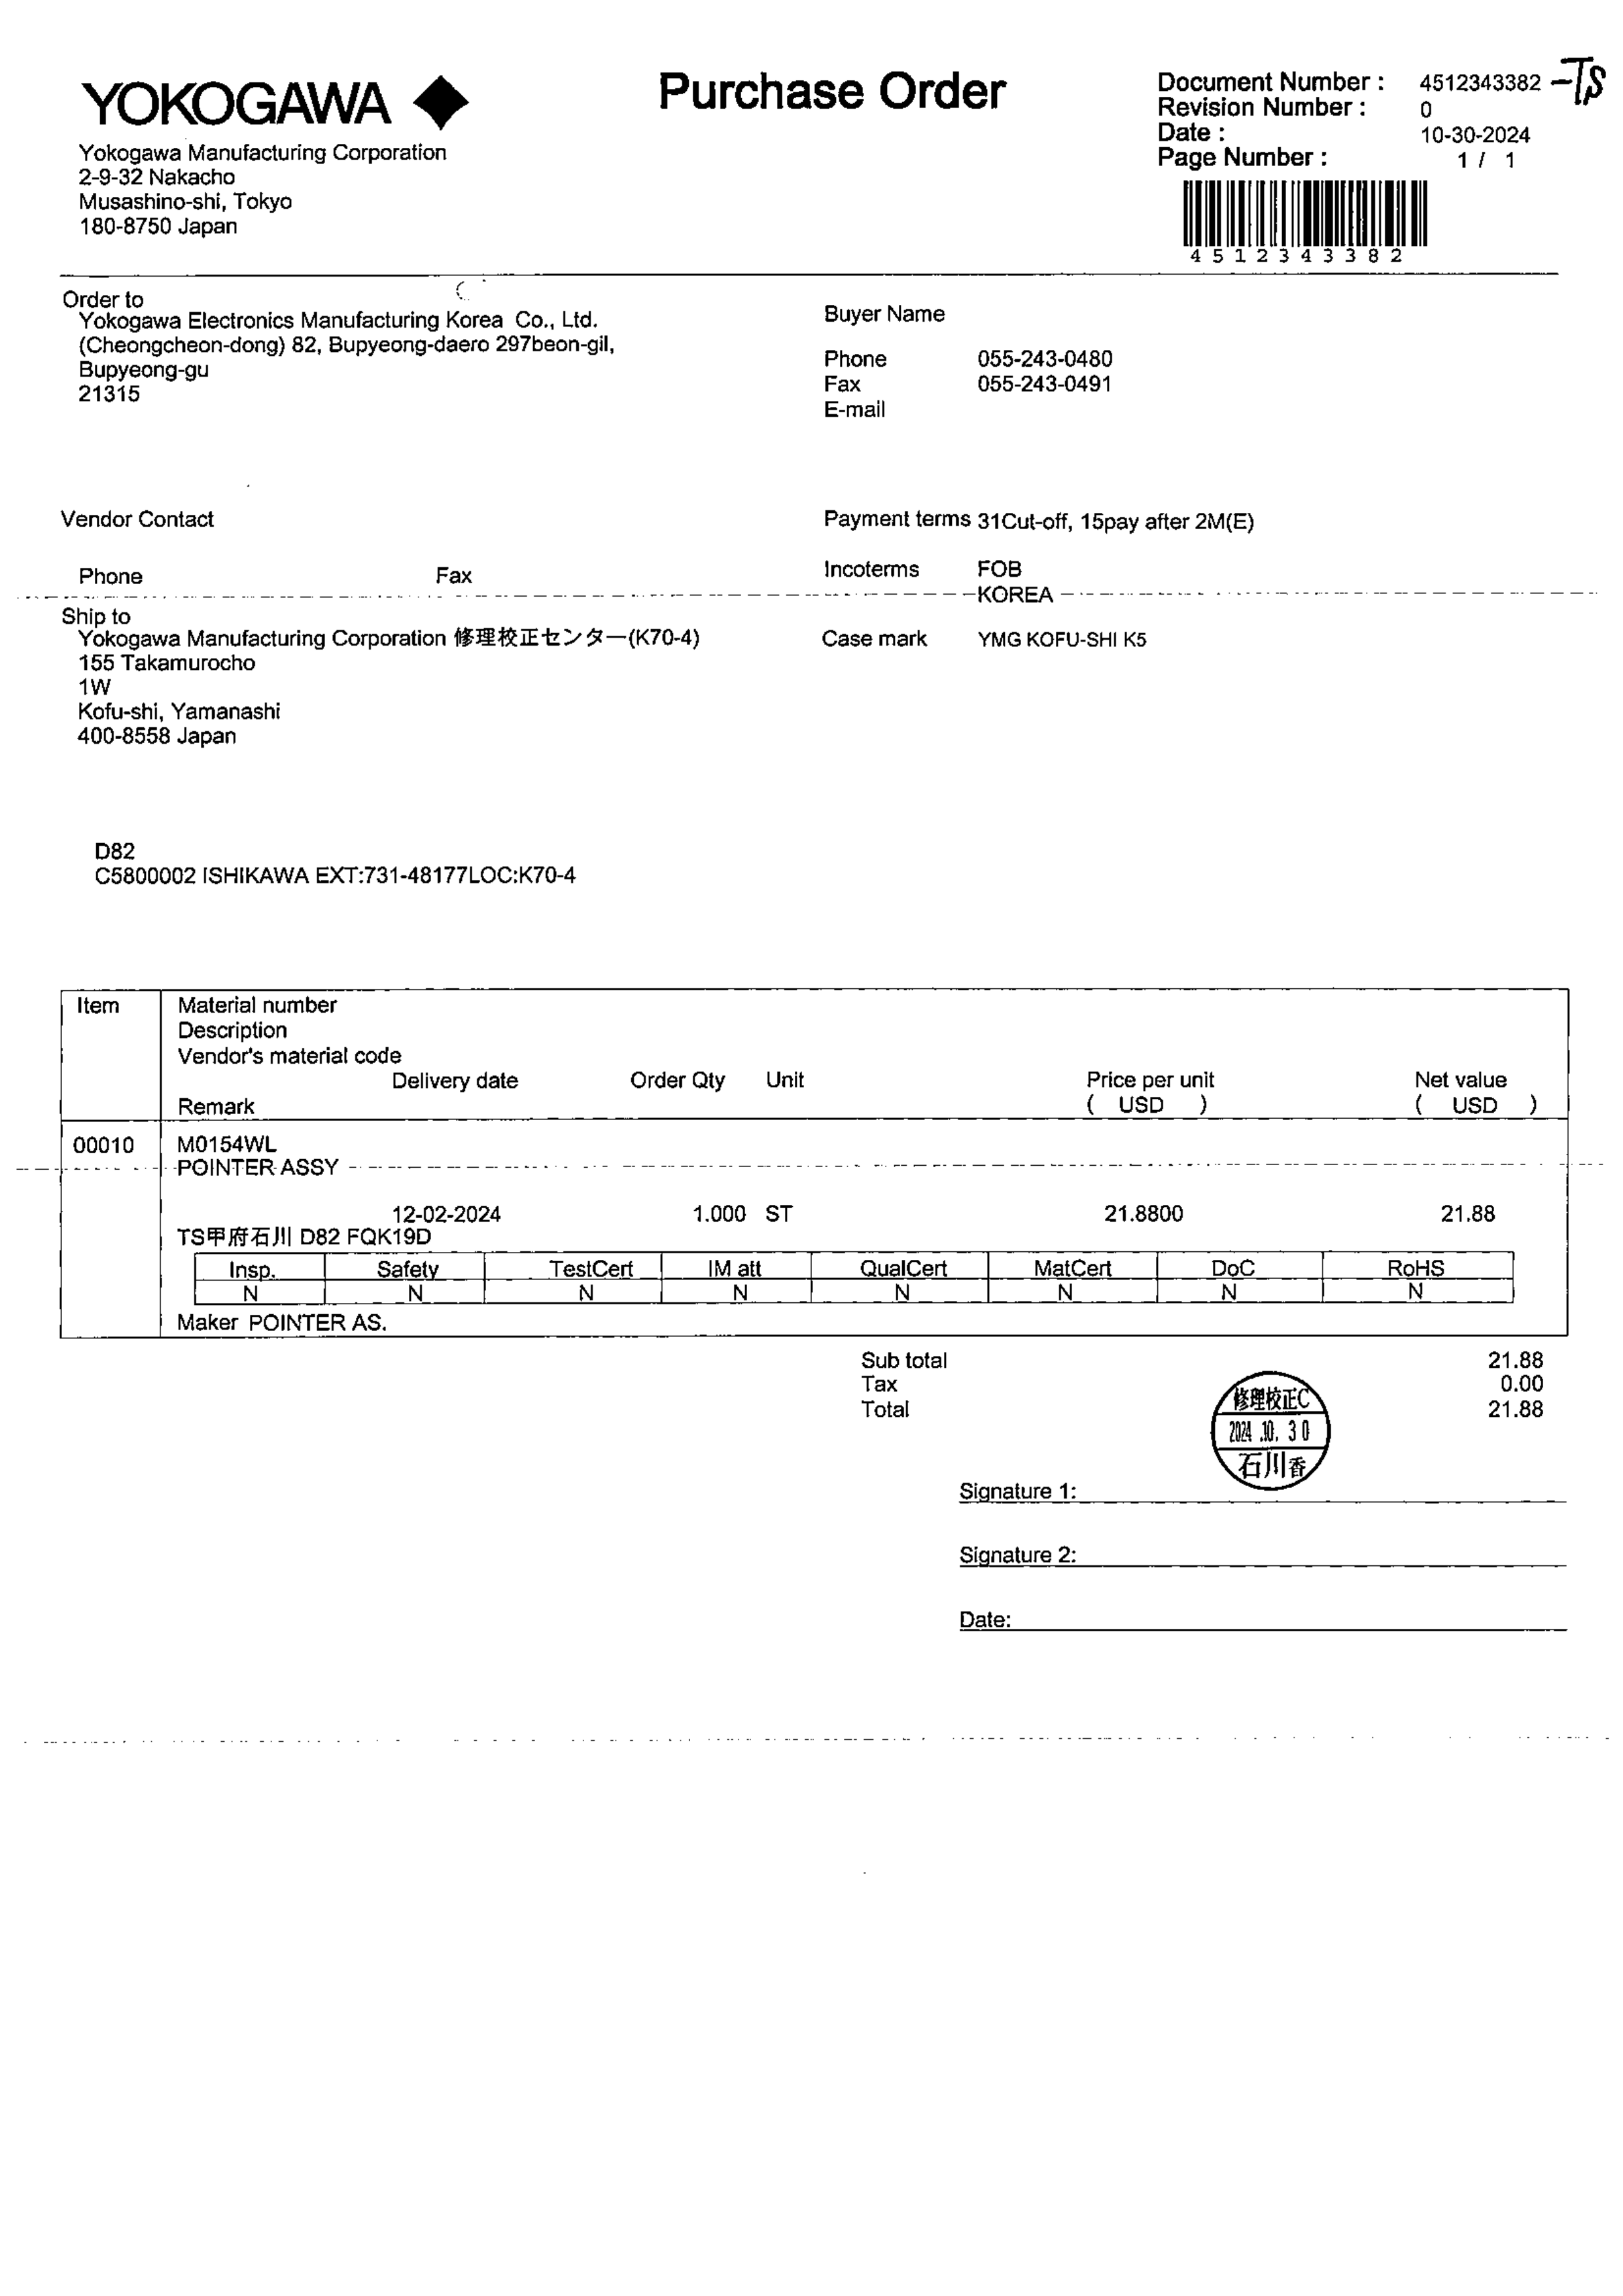 YOKOGAWA
Purchase Order
Document Number : 4512343382 -TS
Revision Number : 0
Date : 10-30-2024
Page Number : 1 / 1
4512343382
Yokogawa Manufacturing Corporation
2-9-32 Nakacho
Musashino-shi, Tokyo
180-8750 Japan
Order to
Yokogawa Electronics Manufacturing Korea Co., Ltd.
(Cheongcheon-dong) 82, Bupyeong-daero 297beon-gil,
Bupyeong-gu
21315
Buyer Name
Phone 055-243-0480
Fax 055-243-0491
E-mail
Vendor Contact
Phone Fax
Payment terms 31Cut-off, 15pay after 2M(E)
Incoterms FOB
KOREA
Ship to
Yokogawa Manufacturing Corporation 修理校正センター(K70-4)
155 Takamurocho
1W
Kofu-shi, Yamanashi
400-8558 Japan
Case mark YMG KOFU-SHI K5
D82
C5800002 ISHIKAWA EXT:731-48177LOC:K70-4
Item Material number
Description
Vendor's material code
Delivery date Order Qty Unit Price per unit Net value
Remark ( USD ) ( USD )
00010 M0154WL
POINTER ASSY
12-02-2024 1.000 ST 21.8800 21.88
TS甲府石川 D82 FQK19D
Insp. Safety TestCert IM att QualCert MatCert DoC RoHS
N N N N N N N N
Maker POINTER AS.
Sub total 21.88
Tax 0.00
Total 21.88
修理校正C
2024.10.30
石川香
Signature 1:
Signature 2:
Date: